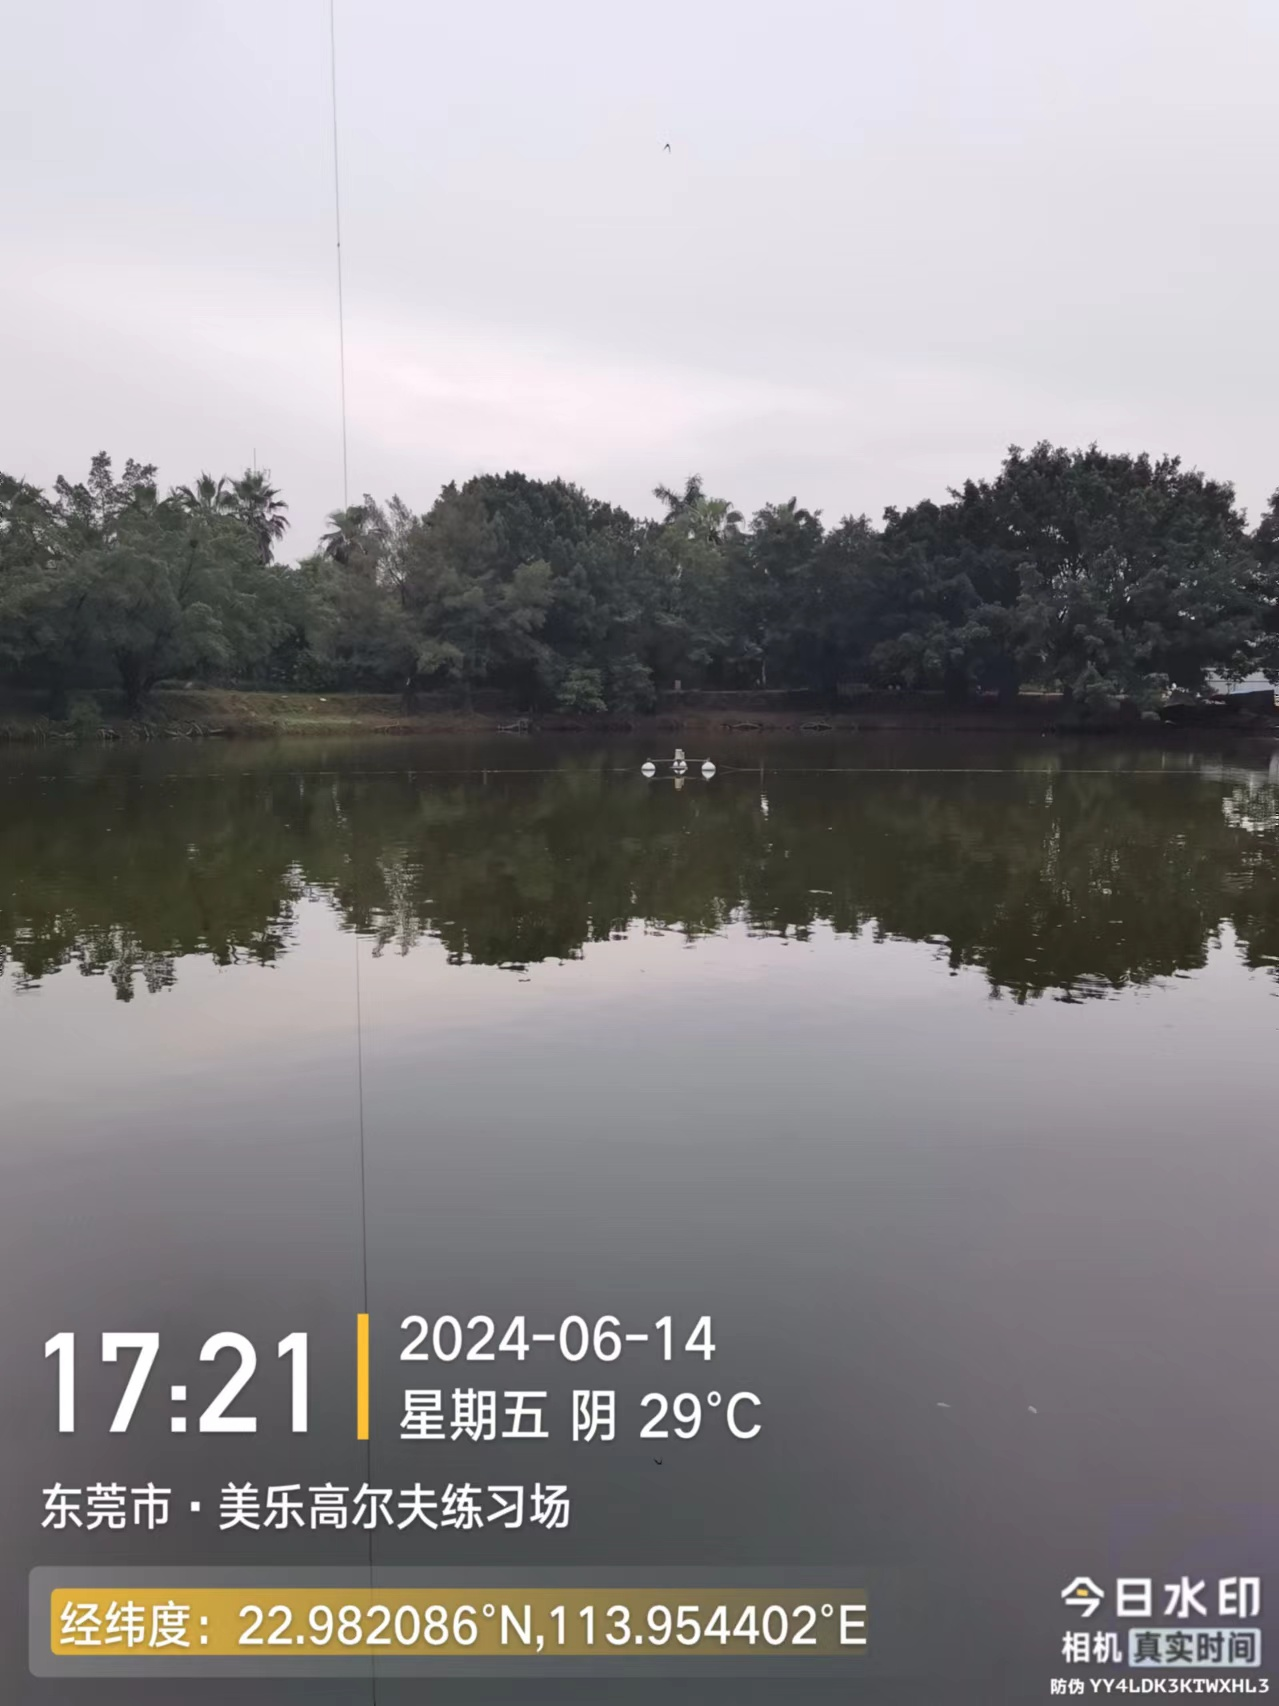 17:21
2024-06-14
星期五 阴 29°C
东莞市·美乐高尔夫练习场
经纬度：22.982086°N,113.954402°E
今日水印
相机 真实时间
防伪 YY4LDK3KTWXHL3